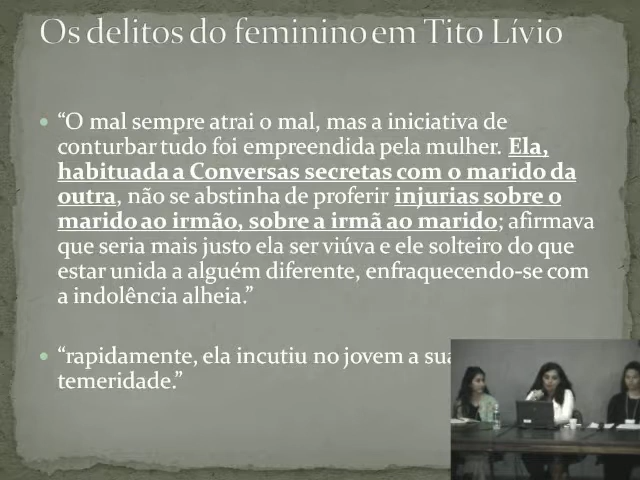 Os delitos do feminino em Tito Lívio
“O mal sempre atrai o mal, mas a iniciativa de
conturbar tudo foi empreendida pela mulher. Ela,
habituada a Conversas secretas com o marido da
outra, não se abstinha de proferir injurias sobre o
marido ao irmão, sobre a irmã ao marido; afirmava
que seria mais justo ela ser viúva e ele solteiro do que
estar unida a alguém diferente, enfraquecendo-se com
a indolência alheia.”
“rapidamente, ela incutiu no jovem a sua
temeridade.”